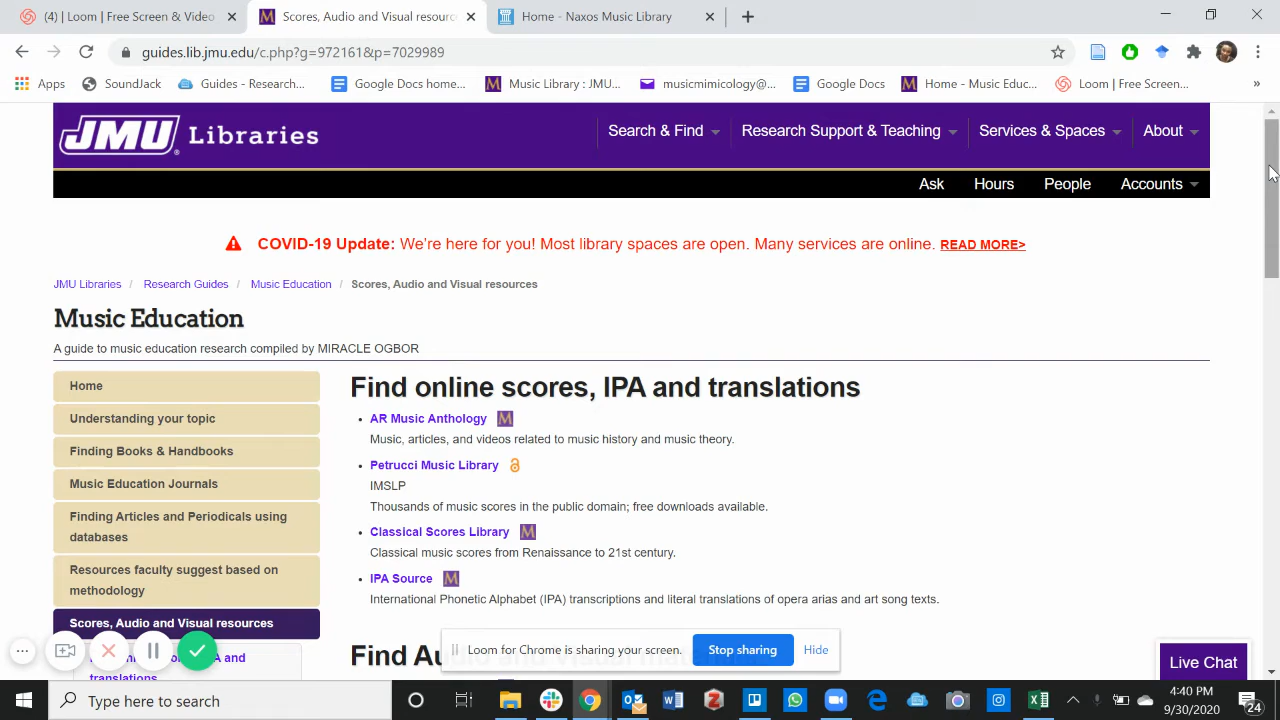 (4) Loom | Free Screen & Video
Scores, Audio and Visual resourc
Home - Naxos Music Library
guides.lib.jmu.edu/c.php?g=972161&p=7029989
Apps
SoundJack
Guides - Research...
Google Docs home...
Music Library : JMU...
musicmimicology@...
Google Docs
Home - Music Educ...
Loom | Free Screen...
»
JMU Libraries
Search & Find
Research Support & Teaching
Services & Spaces
About
Ask
Hours
People
Accounts
COVID-19 Update: We're here for you! Most library spaces are open. Many services are online. READ MORE>
JMU Libraries / Research Guides / Music Education / Scores, Audio and Visual resources
Music Education
A guide to music education research compiled by MIRACLE OGBOR
Home
Understanding your topic
Finding Books & Handbooks
Music Education Journals
Finding Articles and Periodicals using
databases
Resources faculty suggest based on
methodology
Scores, Audio and Visual resources
PA and
translations
Find online scores, IPA and translations
AR Music Anthology
Music, articles, and videos related to music history and music theory.
Petrucci Music Library
IMSLP
Thousands of music scores in the public domain; free downloads available.
Classical Scores Library
Classical music scores from Renaissance to 21st century.
IPA Source
International Phonetic Alphabet (IPA) transcriptions and literal translations of opera arias and art song texts.
Find Au
Loom for Chrome is sharing your screen.
Stop sharing
Hide
Live Chat
Type here to search
4:40 PM
9/30/2020
24